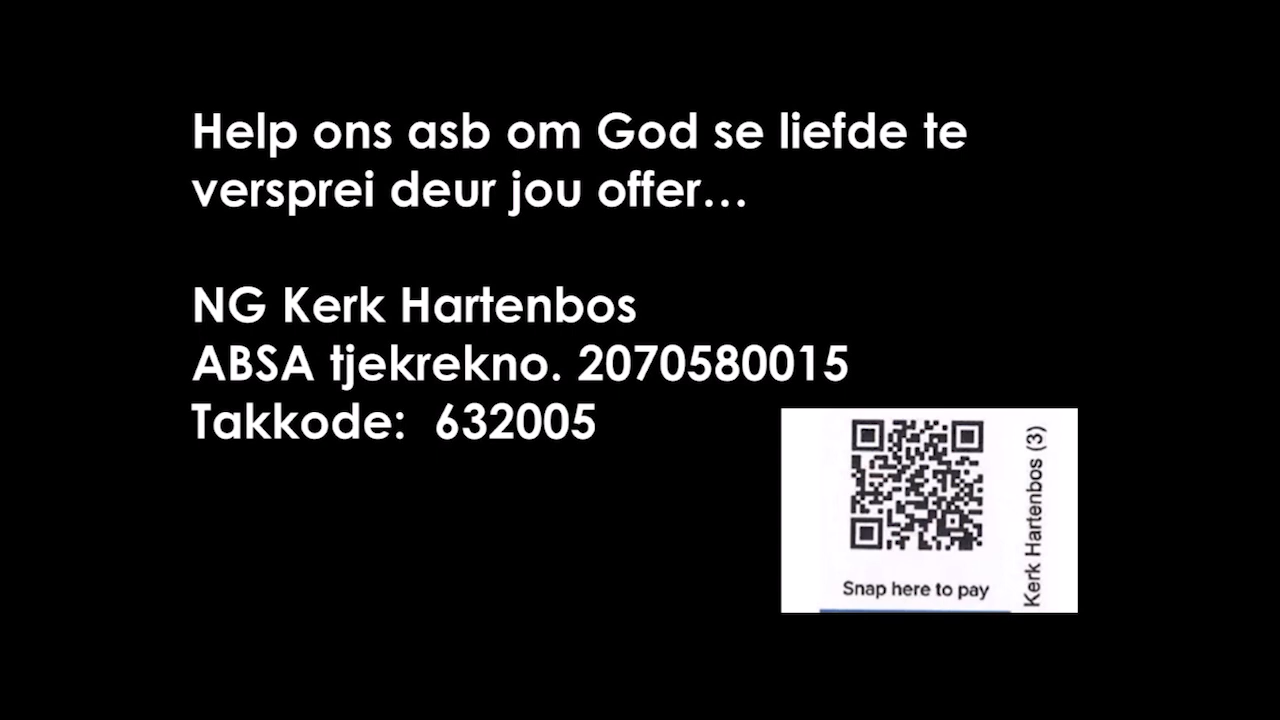 Help ons asb om God se liefde te
versprei deur jou offer…
NG Kerk Hartenbos
ABSA tjekrekno. 2070580015
Takkode:  632005
Snap here to pay
Kerk Hartenbos (3)